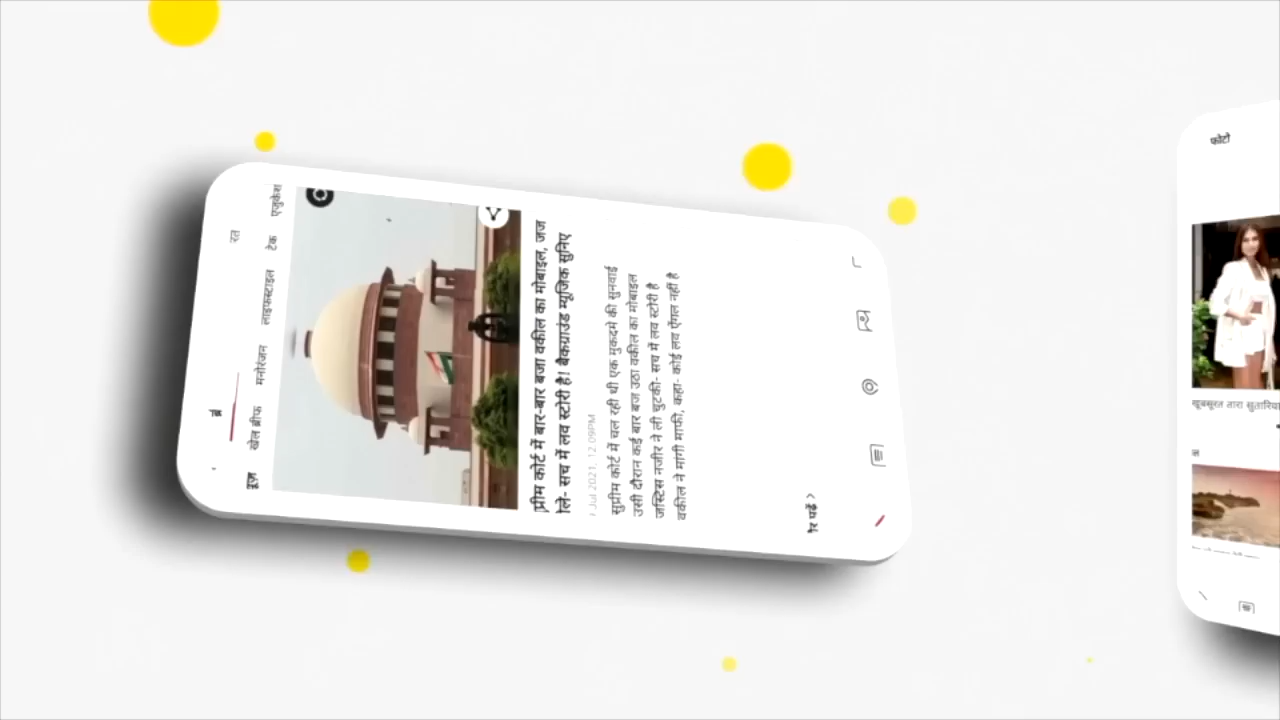 खेल ब्रीफ मनोरंजन लाइफस्टाइल टेक एजुकेश
प्रीम कोर्ट में बार-बार बजा वकील का मोबाइल, जज
ले- सच में लव स्टोरी है! बैकग्राउंड म्यूजिक सुनिए
Jul 2021, 12.09PM
सुप्रीम कोर्ट में चल रही थी एक मुकदमे की सुनवाई
उसी दौरान कई बार बज उठा वकील का मोबाइल
जस्टिस नजीर ने ली चुटकी- सच में लव स्टोरी है
वकील ने मांगी माफी, कहा- कोई लव ऐंगल नहीं है
फोटो
खूबसूरत तारा सुतारिया